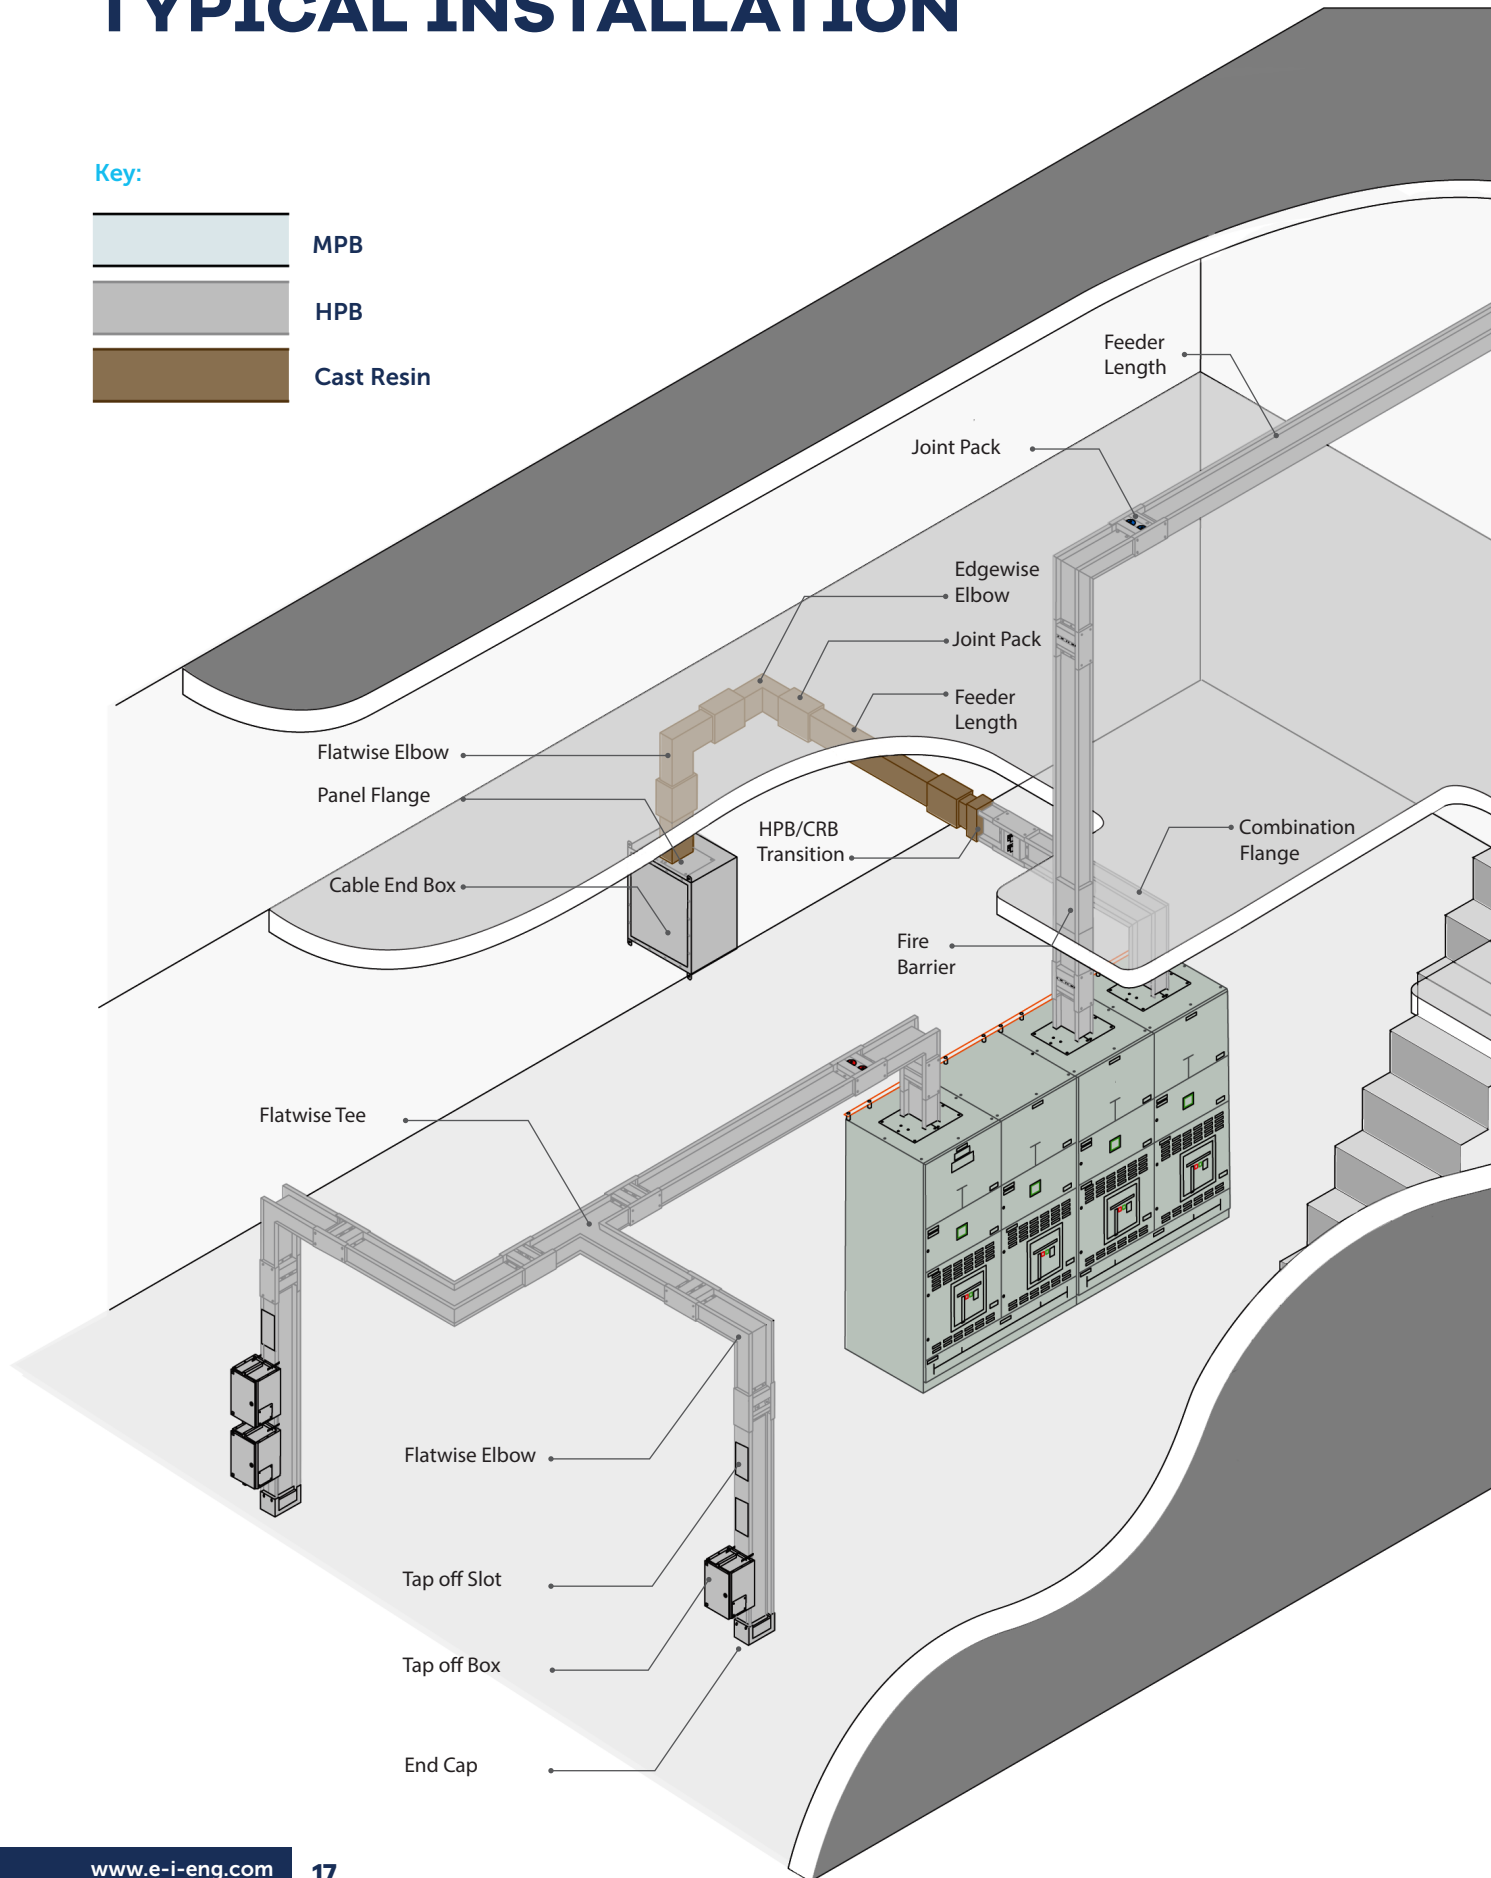 TYPICAL INSTALLATION
Key:
MPB
HPB
Cast Resin
Feeder
Length
Joint Pack
Edgewise
Elbow
Joint Pack
Feeder
Length
Flatwise Elbow
Panel Flange
HPB/CRB
Transition
Combination
Flange
Cable End Box
Fire
Barrier
Flatwise Tee
Flatwise Elbow
Tap off Slot
Tap off Box
End Cap
www.e-i-eng.com
17